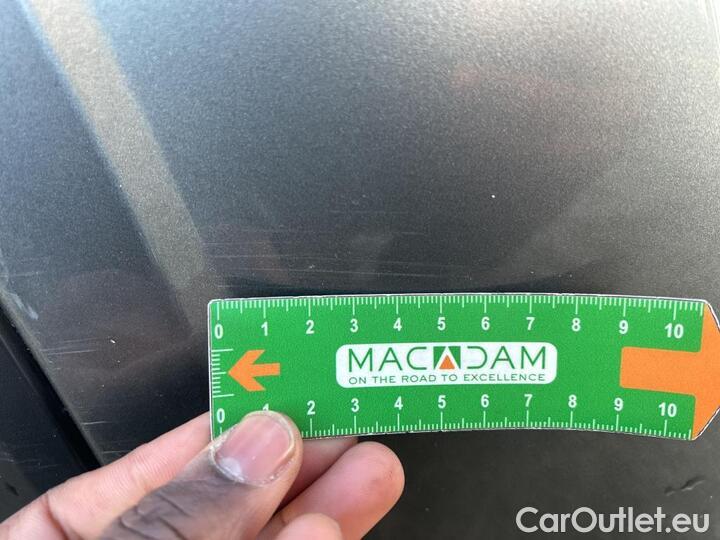 0 1 2 3 4 5 6 7 8 9 10
MACADAM
ON THE ROAD TO EXCELLENCE
0 1 2 3 4 5 6 7 8 9 10
CarOutlet.eu